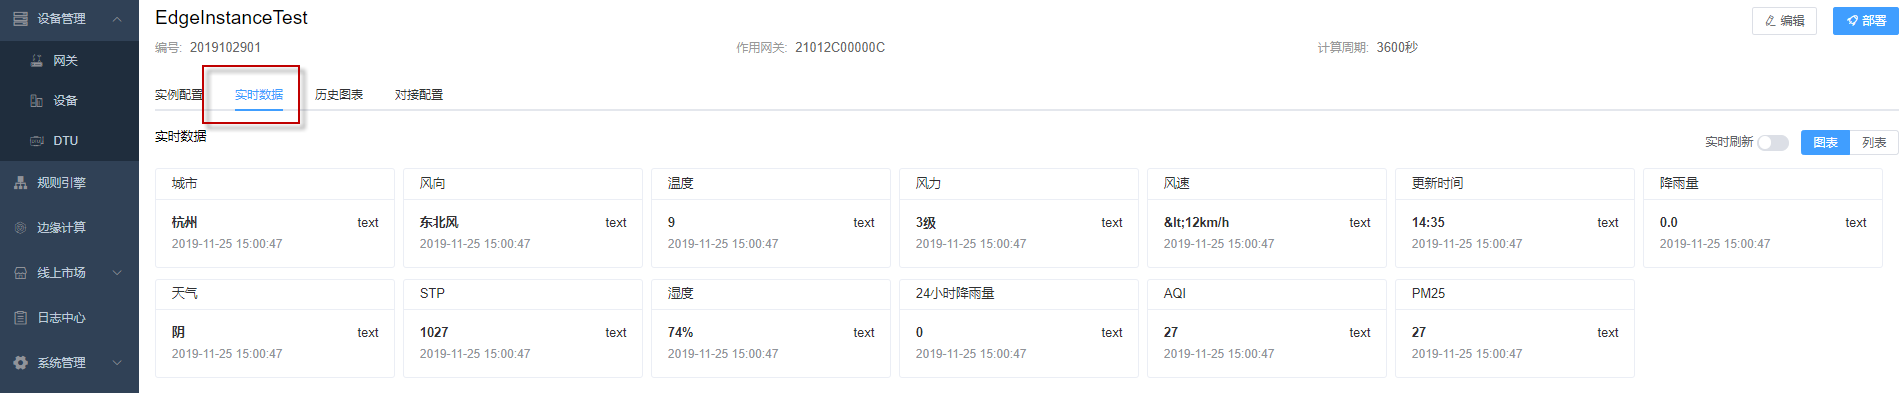 设备管理
网关
设备
DTU
规则引擎
边缘计算
线上市场
日志中心
系统管理
EdgeInstanceTest
编辑
部署
编号: 2019102901
作用网关: 21012C00000C
计算周期: 3600秒
实例配置 实时数据 历史图表 对接配置
实时数据
实时刷新
图表 列表
城市
杭州 text
2019-11-25 15:00:47
风向
东北风 text
2019-11-25 15:00:47
温度
9 text
2019-11-25 15:00:47
风力
3级 text
2019-11-25 15:00:47
风速
&lt;12km/h text
2019-11-25 15:00:47
更新时间
14:35 text
2019-11-25 15:00:47
降雨量
0.0 text
2019-11-25 15:00:47
天气
阴 text
2019-11-25 15:00:47
STP
1027 text
2019-11-25 15:00:47
湿度
74% text
2019-11-25 15:00:47
24小时降雨量
0 text
2019-11-25 15:00:47
AQI
27 text
2019-11-25 15:00:47
PM25
27 text
2019-11-25 15:00:47